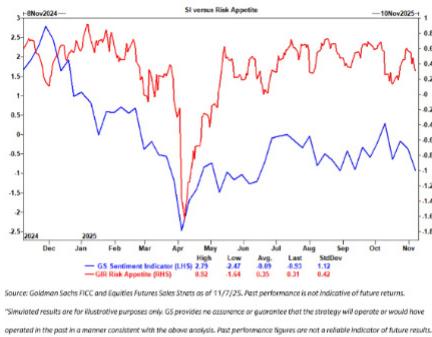 SI versus Risk Appetite
8Nov2024
10Nov2025
3
2.5
2
1.5
1
0.5
0
-0.5
-1
-1.5
-2
-2.5
1
0.8
0.6
0.4
0.2
0
-0.2
-0.4
-0.6
-0.8
-1
-1.2
-1.4
-1.6
-1.8
2024 2025
Dec Jan Feb Mar Apr May Jun Jul Aug Sep Oct Nov
High Low Avg. Last StdDev
GS Sentiment Indicator (LHS) 2.79 -2.47 -0.09 -0.93 1.12
GIR Risk Appetite (RHS) 0.92 -1.64 0.35 0.31 0.42
Source: Goldman Sachs FICC and Equities Futures Sales Strats as of 11/7/25. Past performance is not indicative of future returns.
"Simulated results are for illustrative purposes only. GS provides no assurance or guarantee that the strategy will operate or would have
operated in the past in a manner consistent with the above analysis. Past performance figures are not a reliable indicator of future results.